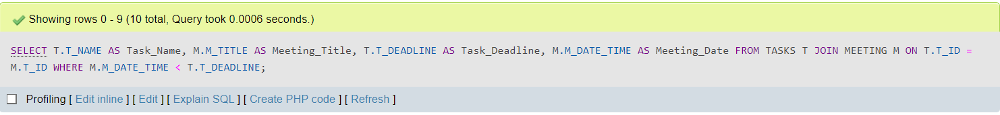 Showing rows 0 - 9 (10 total, Query took 0.0006 seconds.)
SELECT T.T_NAME AS Task_Name, M.M_TITLE AS Meeting_Title, T.T_DEADLINE AS Task_Deadline, M.M_DATE_TIME AS Meeting_Date FROM TASKS T JOIN MEETING M ON T.T_ID =
M.T_ID WHERE M.M_DATE_TIME < T.T_DEADLINE;
Profiling [ Edit inline ] [ Edit ] [ Explain SQL ] [ Create PHP code ] [ Refresh ]